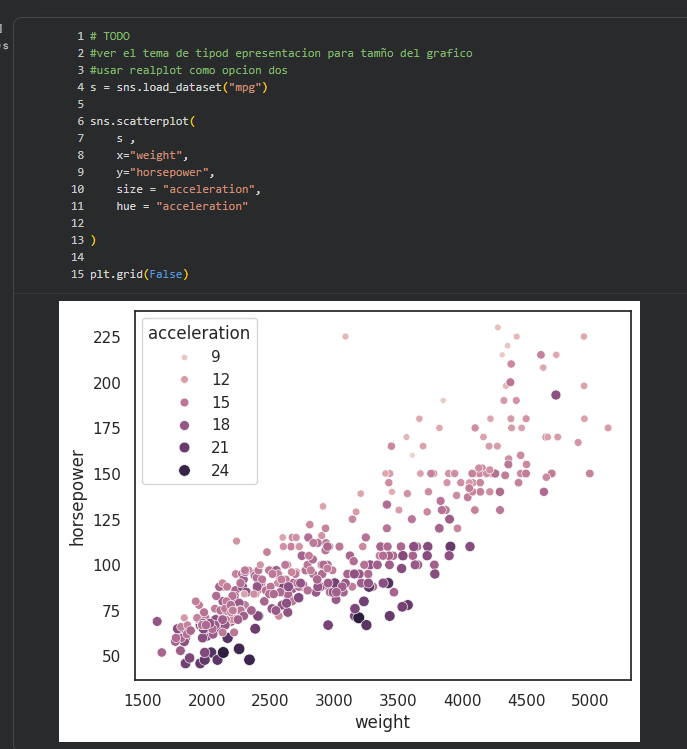 1 # TODO
2 #ver el tema de tipod epresentacion para tamño del grafico
3 #usar realplot como opcion dos
4 s = sns.load_dataset("mpg")
5
6 sns.scatterplot(
7 s ,
8 x="weight",
9 y="horsepower",
10 size = "acceleration",
11 hue = "acceleration"
12
13 )
14
15 plt.grid(False)
acceleration
9
12
15
18
21
24
horsepower
225
200
175
150
125
100
75
50
1500 2000 2500 3000 3500 4000 4500 5000
weight